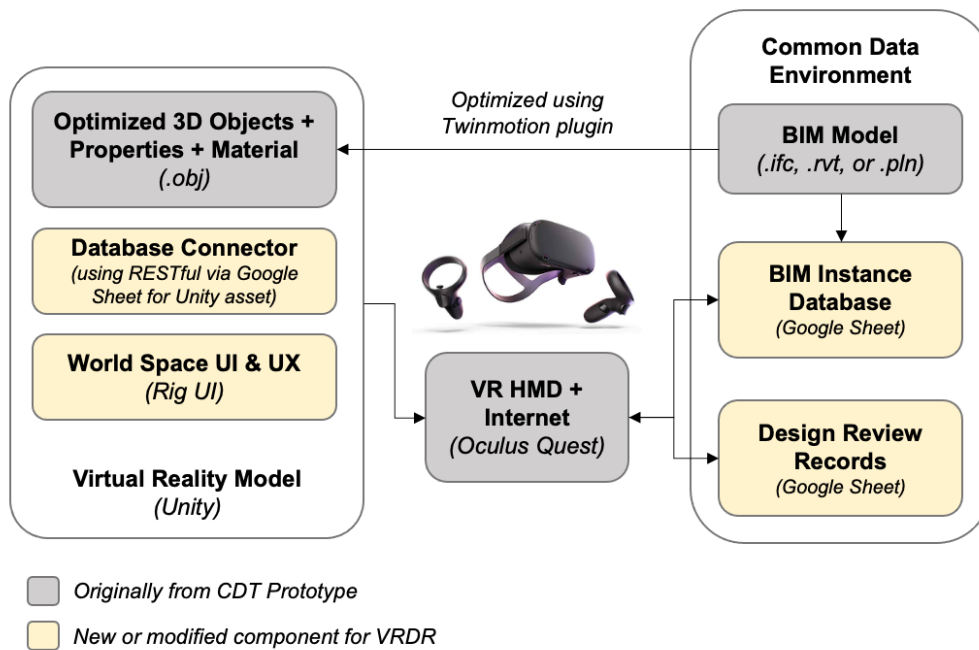 Common Data
Environment
Optimized 3D Objects +
Properties + Material
(.obj)
Optimized using
Twinmotion plugin
BIM Model
(.ifc, .rvt, or .pln)
Database Connector
(using RESTful via Google
Sheet for Unity asset)
BIM Instance
Database
(Google Sheet)
World Space UI & UX
(Rig UI)
VR HMD +
Internet
(Oculus Quest)
Design Review
Records
(Google Sheet)
Virtual Reality Model
(Unity)
Originally from CDT Prototype
New or modified component for VRDR